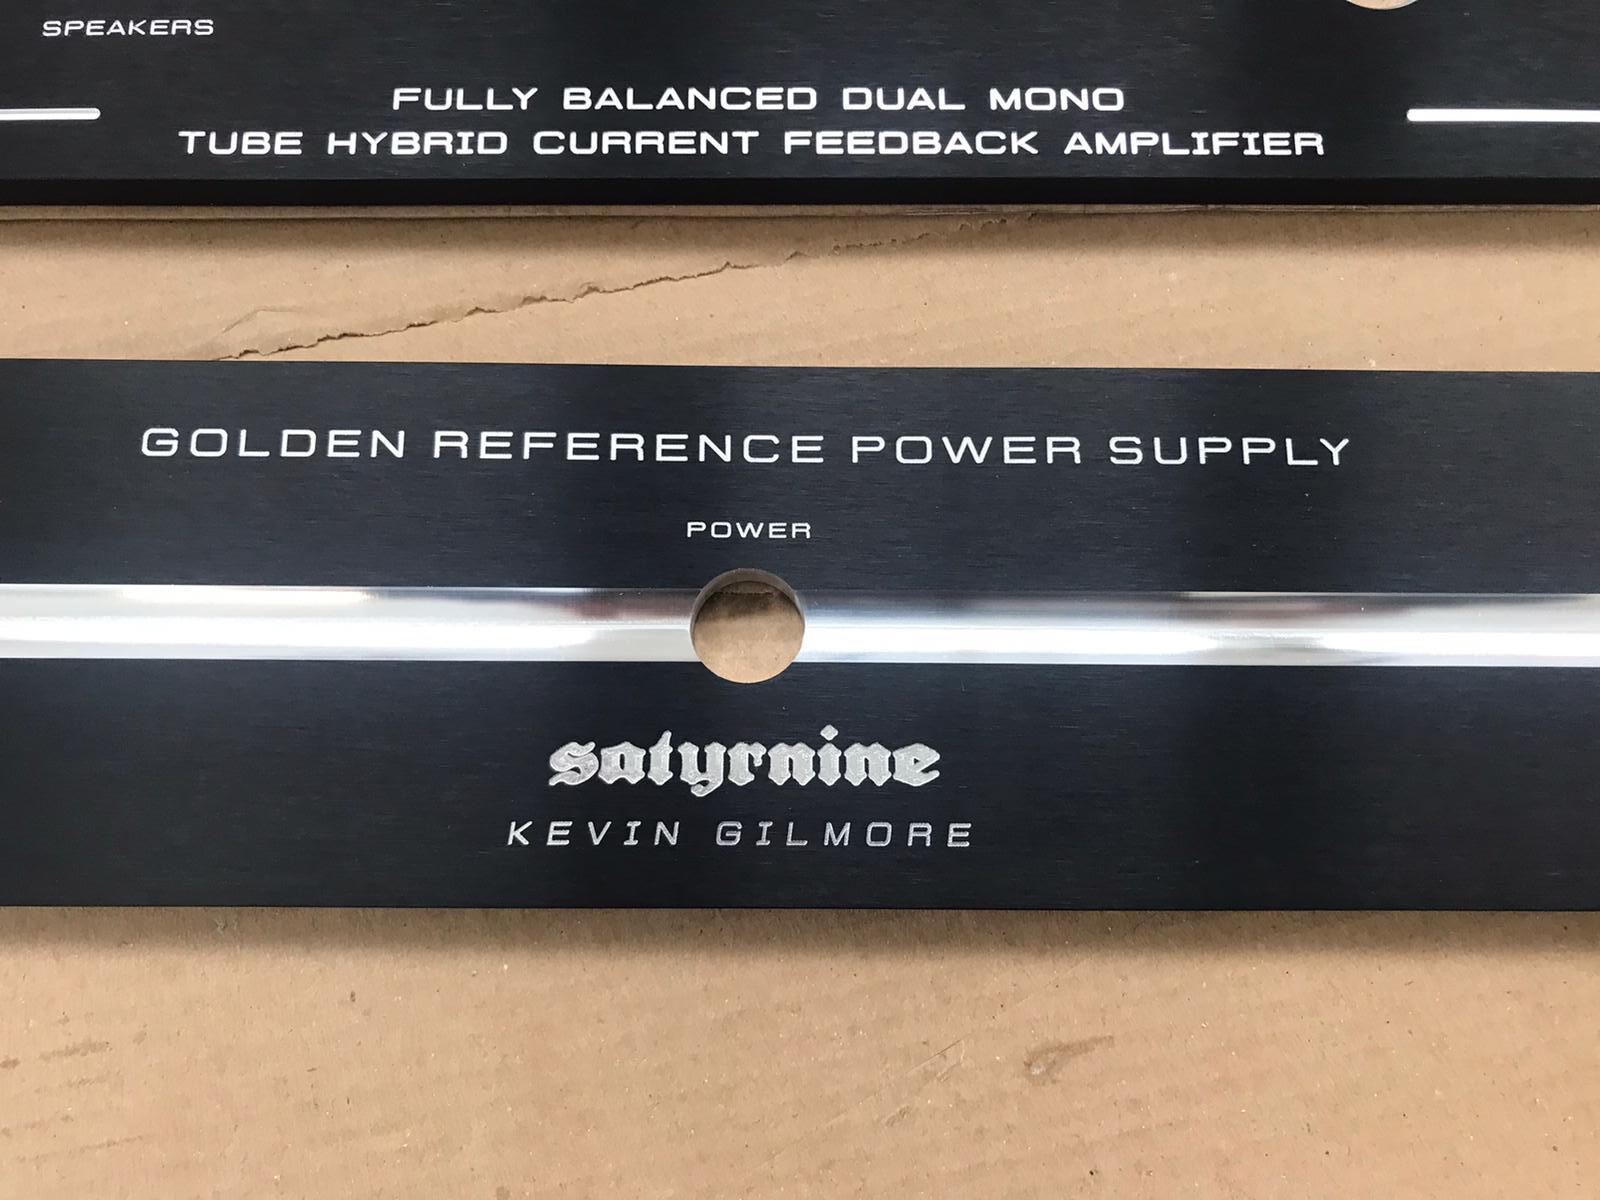 SPEAKERS
FULLY BALANCED DUAL MONO
TUBE HYBRID CURRENT FEEDBACK AMPLIFIER
GOLDEN REFERENCE POWER SUPPLY
POWER
satyrnine
KEVIN GILMORE